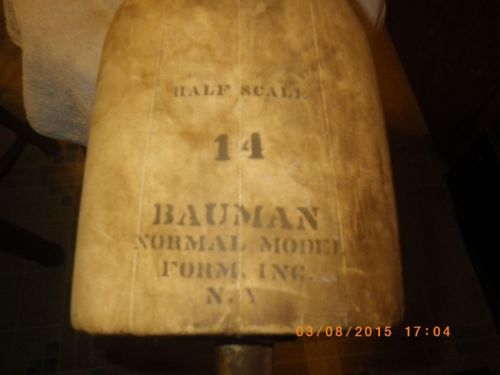 HALF SCALE
14
BAUMAN
NORMAL MODEL
FORM. INC.
N. Y
03/08/2015 17:04